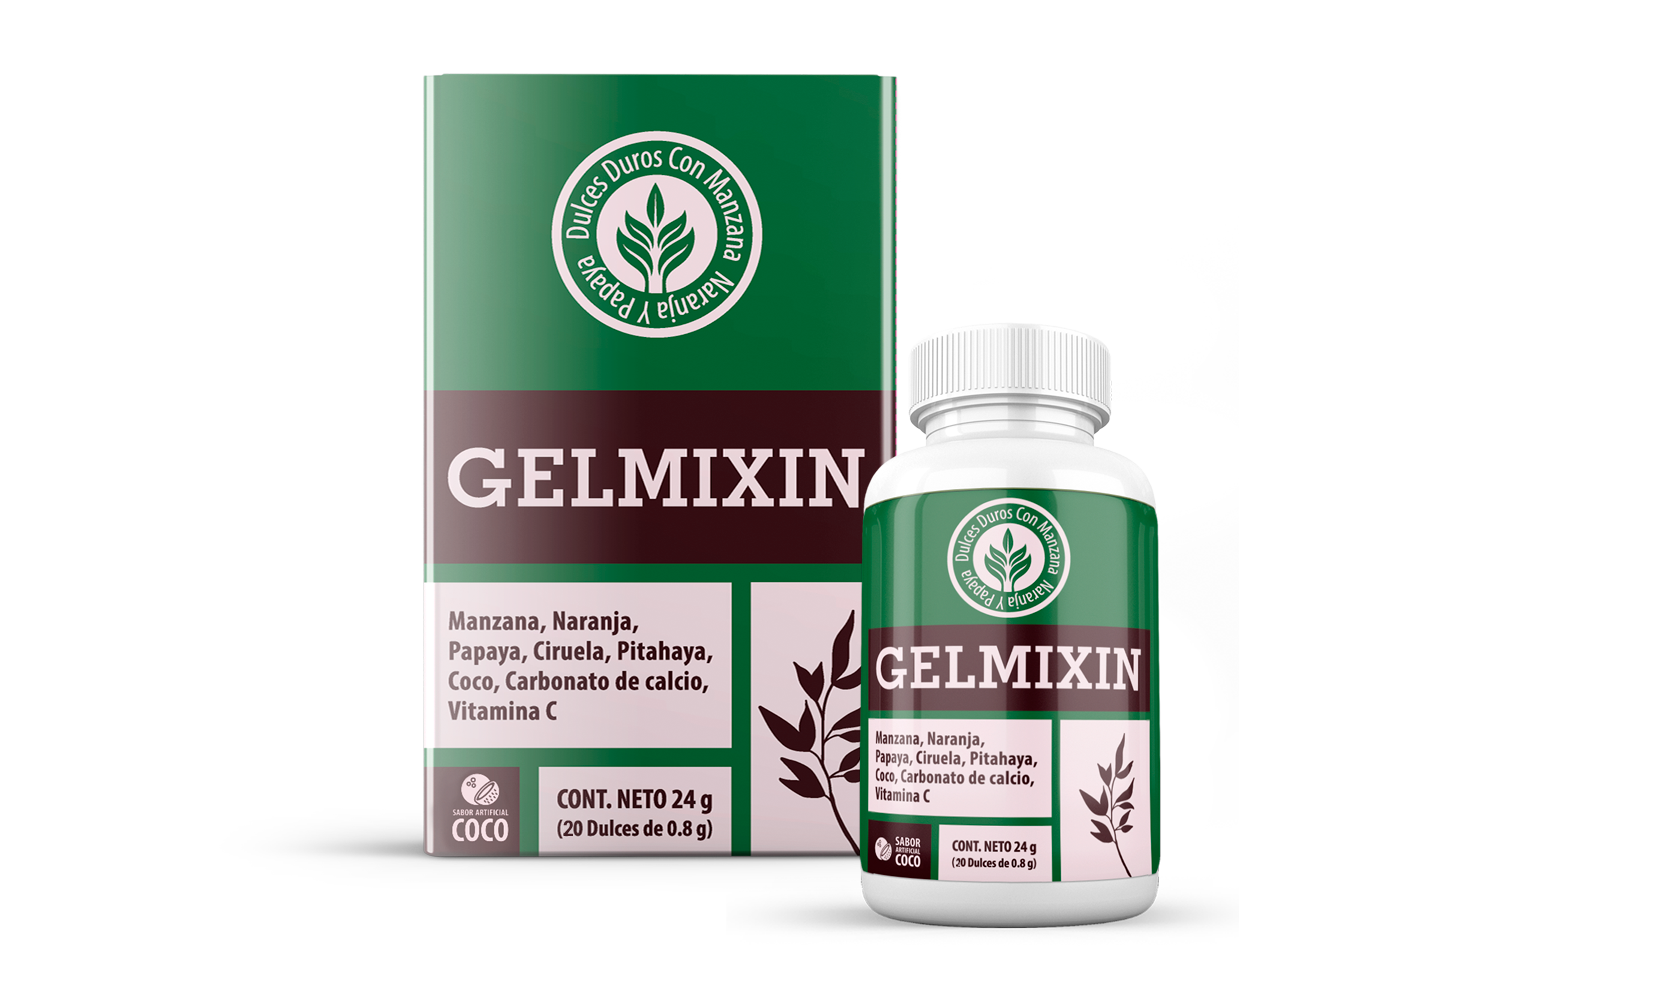 Dulces Duros Con Manzana Naranja Y Papaya
GELMIXIN
Manzana, Naranja,
Papaya, Ciruela, Pitahaya,
Coco, Carbonato de calcio,
Vitamina C
SABOR ARTIFICIAL
COCO
CONT. NETO 24 g
(20 Dulces de 0.8 g)
Dulces Duros Con Manzana Naranja Y Papaya
GELMIXIN
Manzana, Naranja,
Papaya, Ciruela, Pitahaya,
Coco, Carbonato de calcio,
Vitamina C
SABOR
ARTIFICIAL
COCO
CONT. NETO 24 g
(20 Dulces de 0.8 g)